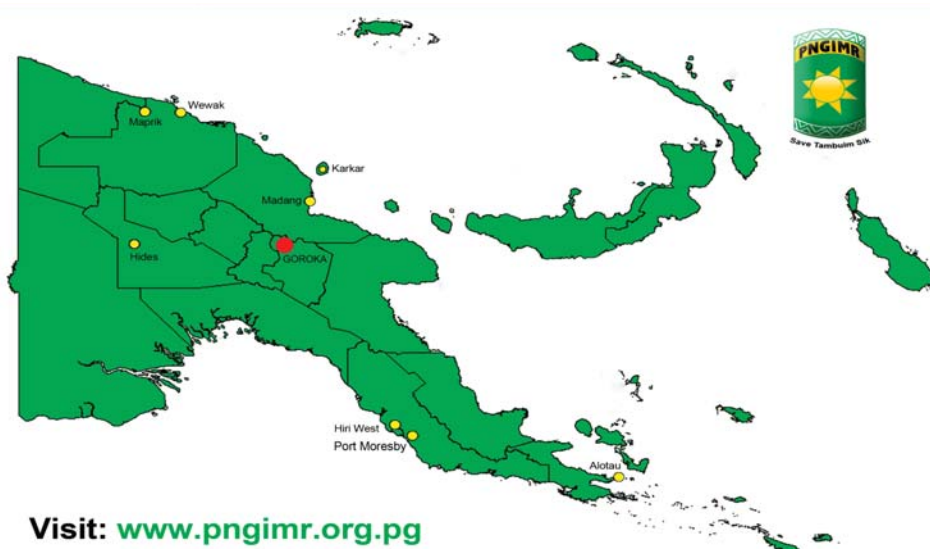 PNGIMR
Save Tambuim Sik
Maprik
Wewak
Karkar
Madang
Hides
GOROKA
Hiri West
Port Moresby
Alotau
Visit: www.pngimr.org.pg